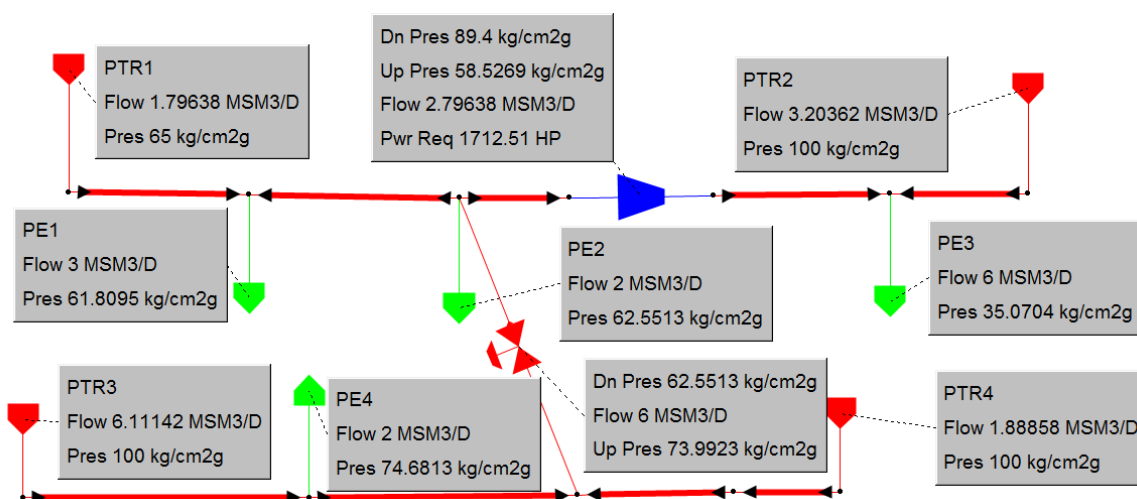 PTR1
Flow 1.79638 MSM3/D
Pres 65 kg/cm2g
Dn Pres 89.4 kg/cm2g
Up Pres 58.5269 kg/cm2g
Flow 2.79638 MSM3/D
Pwr Req 1712.51 HP
PTR2
Flow 3.20362 MSM3/D
Pres 100 kg/cm2g
PE1
Flow 3 MSM3/D
Pres 61.8095 kg/cm2g
PE2
Flow 2 MSM3/D
Pres 62.5513 kg/cm2g
PE3
Flow 6 MSM3/D
Pres 35.0704 kg/cm2g
PTR3
Flow 6.11142 MSM3/D
Pres 100 kg/cm2g
PE4
Flow 2 MSM3/D
Pres 74.6813 kg/cm2g
Dn Pres 62.5513 kg/cm2g
Flow 6 MSM3/D
Up Pres 73.9923 kg/cm2g
PTR4
Flow 1.88858 MSM3/D
Pres 100 kg/cm2g